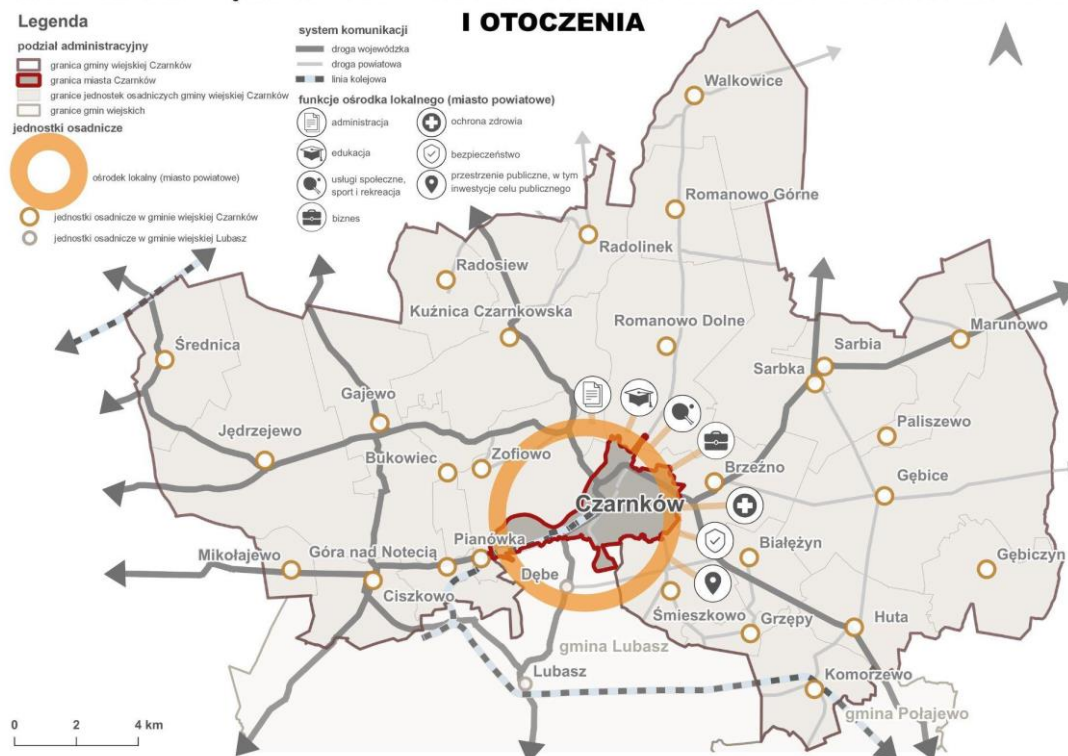 I OTOCZENIA
Legenda
podział administracyjny
granica gminy wiejskiej Czarnków
granica miasta Czarnków
granice jednostek osadniczych gminy wiejskiej Czarnków
granice gmin wiejskich
jednostki osadnicze
ośrodek lokalny (miasto powiatowe)
jednostki osadnicze w gminie wiejskiej Czarnków
jednostki osadnicze w gminie wiejskiej Lubasz
system komunikacji
droga wojewódzka
droga powiatowa
linia kolejowa
funkcje ośrodka lokalnego (miasto powiatowe)
administracja
ochrona zdrowia
edukacja
bezpieczeństwo
usługi społeczne,
sport i rekreacja
przestrzenie publiczne, w tym
inwestycje celu publicznego
biznes
Walkowice
Romanowo Górne
Radolinek
Radosiew
Kuźnica Czarnkowska
Romanowo Dolne
Marunowo
Sarbia
Sarbka
Średnica
Gajewo
Paliszewo
Jędrzejewo
Bukowiec
Zofiowo
Brzeźno
Gębice
Czarnków
Pianówka
Mikołajewo
Góra nad Notecią
Białężyn
Gębiczyn
Dębe
Ciszkowo
Śmieszkowo
Grzępy
Huta
gmina Lubasz
Lubasz
Komorzewo
gmina Połajewo
0 2 4 km